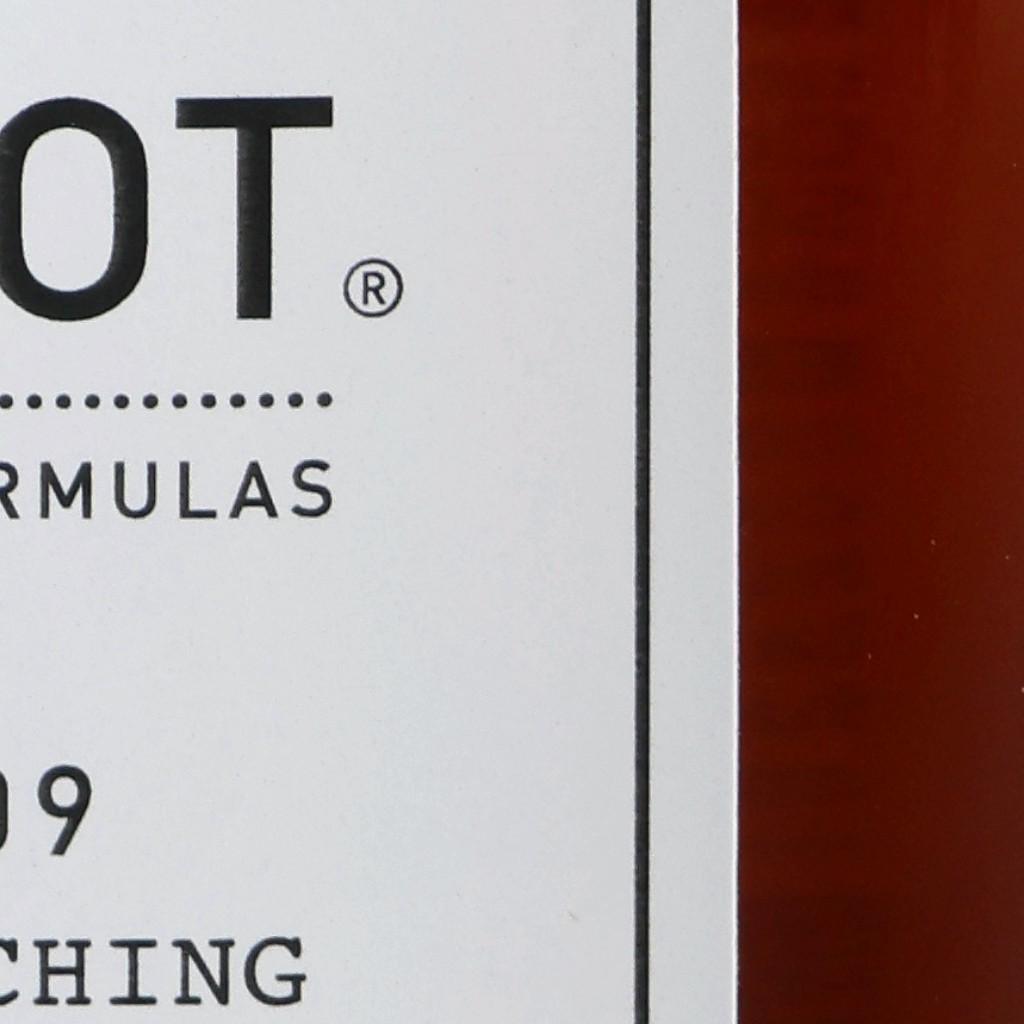 OT®
RMULAS
09
CHING